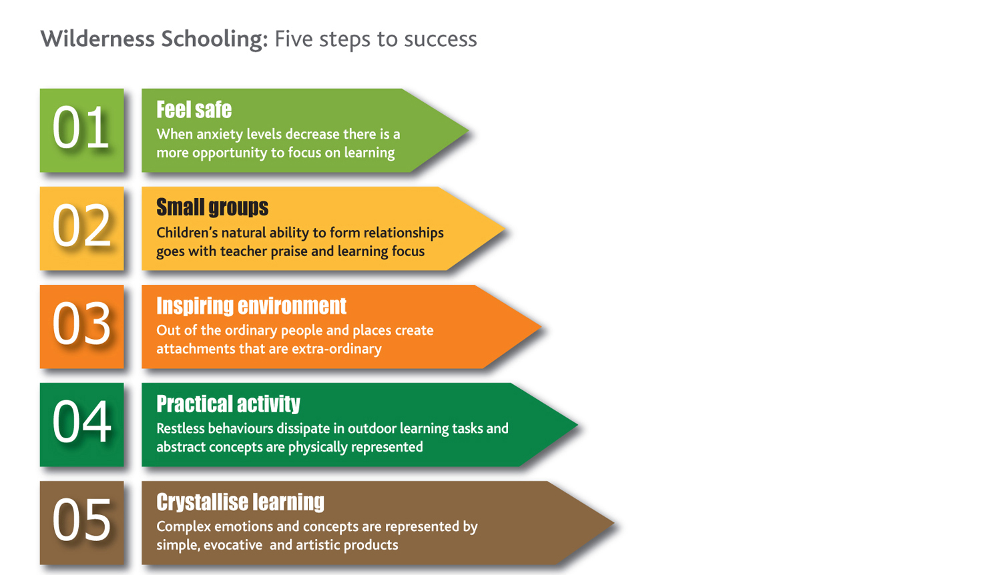 Wilderness Schooling: Five steps to success
01
Feel safe
When anxiety levels decrease there is a
more opportunity to focus on learning
02
Small groups
Children’s natural ability to form relationships
goes with teacher praise and learning focus
03
Inspiring environment
Out of the ordinary people and places create
attachments that are extra-ordinary
04
Practical activity
Restless behaviours dissipate in outdoor learning tasks and
abstract concepts are physically represented
05
Crystallise learning
Complex emotions and concepts are represented by
simple, evocative and artistic products